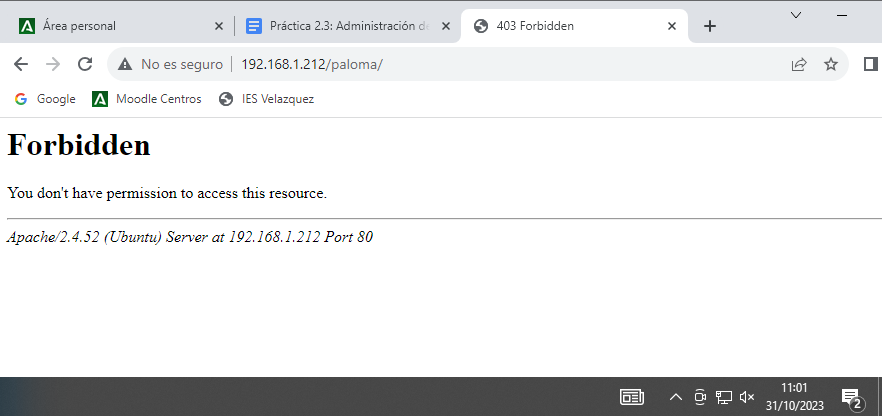 Área personal
Práctica 2.3: Administración de
403 Forbidden
No es seguro
192.168.1.212/paloma/
Google
Moodle Centros
IES Velazquez
Forbidden
You don't have permission to access this resource.
Apache/2.4.52 (Ubuntu) Server at 192.168.1.212 Port 80
11:01
31/10/2023
2